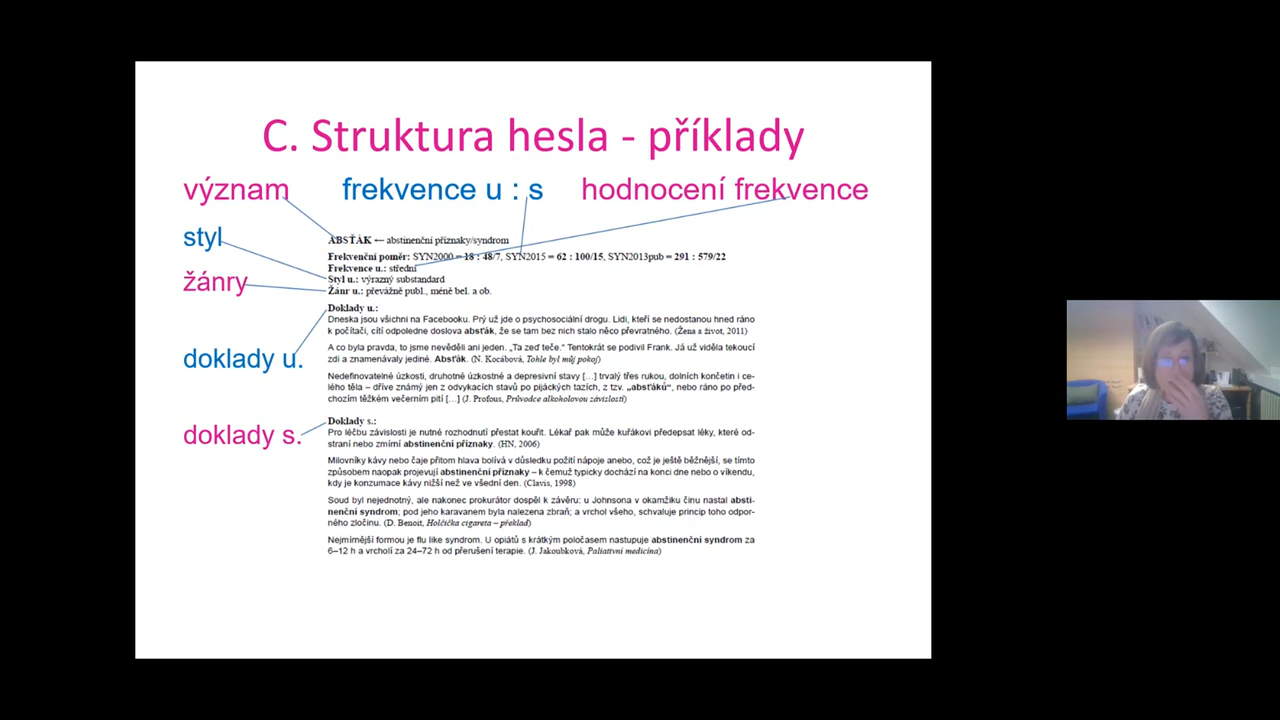 C. Struktura hesla - příklady
význam frekvence u : s hodnocení frekvence
styl
žánry
doklady u.
doklady s.
ABSŤÁK ← abstinenční příznaky/syndrom
Frekvenční poměr: SYN2000 = 18 : 48/7, SYN2015 = 62 : 100/15, SYN2013pub = 291 : 579/22
Frekvence u.: střední
Styl u.: výrazný substandard
Žánr u.: převážně publ., méně bel. a ob.
Doklady u.:
Dneska jsou všichni na Facebooku. Prý už jde o psychosociální drogu. Lidi, kteří se nedostanou hned ráno
k počítači, cítí odpoledne doslova absťák, že se tam bez nich stalo něco převratného. (Žena a život, 2011)
A co byla pravda, to jsme nevěděli ani jeden. „Ta zeď teče.“ Tentokrát se podivil Frank. Já už viděla tekoucí
zdi a znamenávaly jediné. Absťák. (N. Kocábová, Tohle byl můj pokoj)
Nedefinovatelné úzkosti, druhotné úzkostné a depresivní stavy [...] trvalý třes rukou, dolních končetin i ce-
lého těla – dříve známý jen z odvykacích stavů po pijáckých tazích, z tzv. „absťáků“, nebo ráno po před-
chozím těžkém večerním pití [...] (J. Profous, Průvodce alkoholovou závislostí)
Doklady s.:
Pro léčbu závislosti je nutné rozhodnutí přestat kouřit. Lékař pak může kuřákovi předepsat léky, které od-
straní nebo zmírní abstinenční příznaky. (HN, 2006)
Milovníky kávy nebo čaje přitom hlava bolívá v důsledku požití nápoje anebo, což je ještě běžnější, se tímto
způsobem naopak projevují abstinenční příznaky – k čemuž typicky dochází na konci dne nebo o víkendu,
kdy je konzumace kávy nižší než ve všední den. (Clavis, 1998)
Soud byl nejednotný, ale nakonec prokurátor dospěl k závěru: u Johnsona v okamžiku činu nastal absti-
nenční syndrom; pod jeho karavanem byla nalezena zbraň; a vrchol všeho, schvaluje princip toho odpor-
ného zločinu. (D. Benoit, Holčička cigareta – překlad)
Nejmírnější formou je flu like syndrom. U opiátů s krátkým poločasem nastupuje abstinenční syndrom za
6–12 h a vrcholí za 24–72 h od přerušení terapie. (J. Jakoubková, Paliativní medicína)